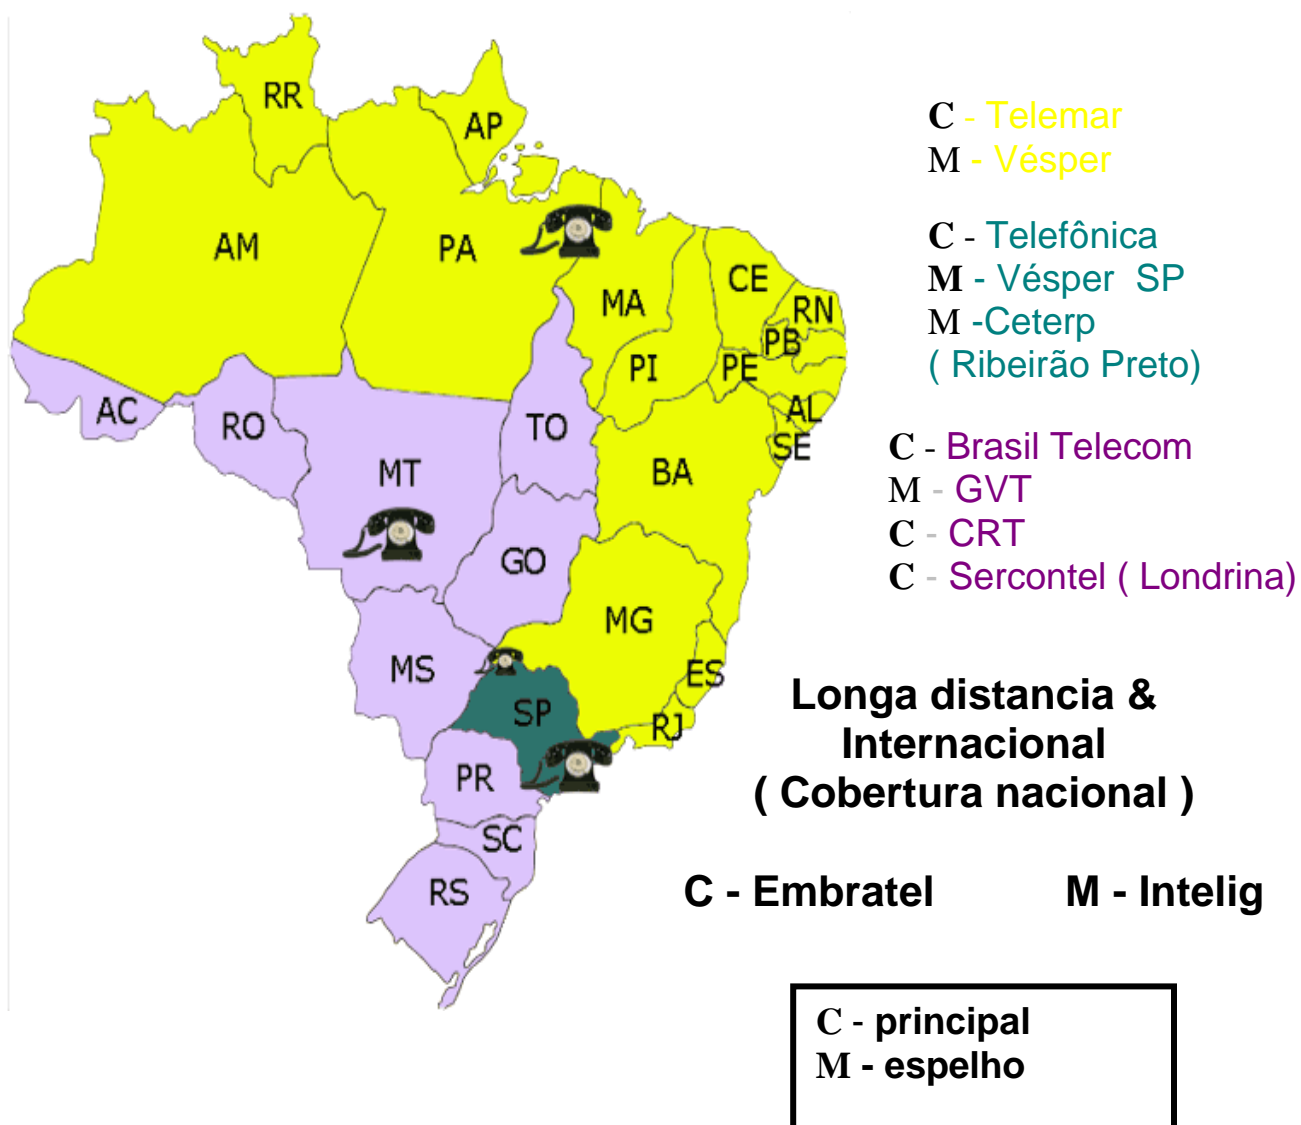 RR
AP
AM
PA
MA
CE
RN
PB
PI
PE
AL
SE
AC
RO
TO
MT
BA
GO
MG
MS
ES
SP
RJ
PR
SC
RS
C - Telemar
M - Vésper
C - Telefônica
M - Vésper SP
M -Ceterp
( Ribeirão Preto)
C - Brasil Telecom
M - GVT
C - CRT
C - Sercontel ( Londrina)
Longa distancia &
Internacional
( Cobertura nacional )
C - Embratel M - Intelig
C - principal
M - espelho